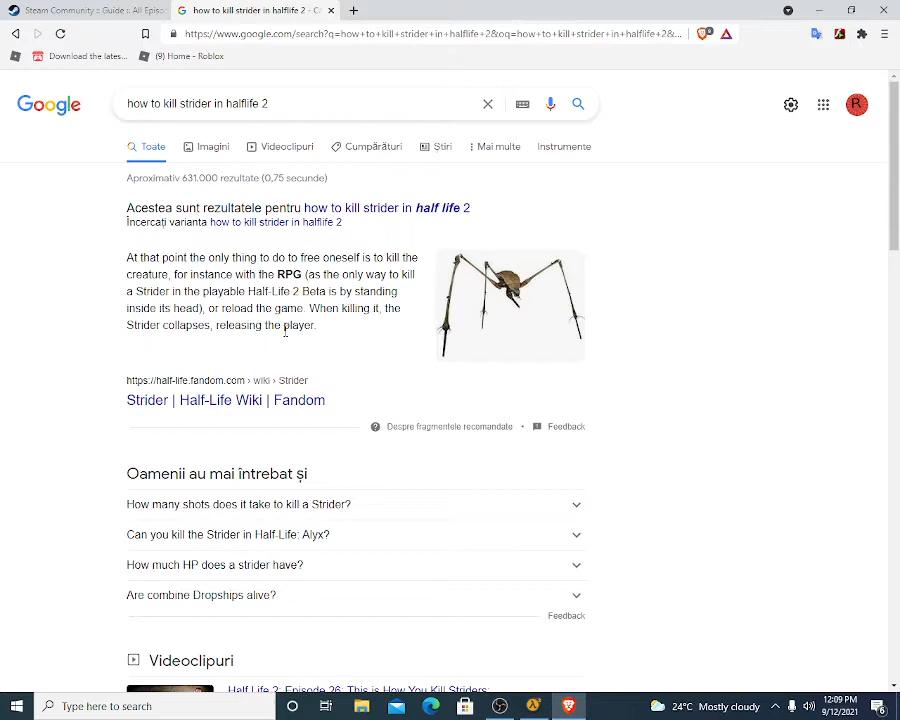 Steam Community :: Guide :: All Episo
how to kill strider in halflife 2 - C
https://www.google.com/search?q=how+to+kill+strider+in+halflife+2&oq=how+to+kill+strider+in+halflife+2&...
Download the lates...
(9) Home - Roblox
Google
how to kill strider in halflife 2
R
Toate
Imagini
Videoclipuri
Cumpărături
Știri
Mai multe
Instrumente
Aproximativ 631.000 rezultate (0,75 secunde)
Acestea sunt rezultatele pentru how to kill strider in half life 2
Încercați varianta how to kill strider in halflife 2
At that point the only thing to do to free oneself is to kill the
creature, for instance with the RPG (as the only way to kill
a Strider in the playable Half-Life 2 Beta is by standing
inside its head), or reload the game. When killing it, the
Strider collapses, releasing the player.
https://half-life.fandom.com › wiki › Strider
Strider | Half-Life Wiki | Fandom
Despre fragmentele recomandate • Feedback
Oamenii au mai întrebat și
How many shots does it take to kill a Strider?
Can you kill the Strider in Half-Life: Alyx?
How much HP does a strider have?
Are combine Dropships alive?
Feedback
Videoclipuri
Half Life 2: Episode 26: This is How You Kill Striders:
Type here to search
24°C Mostly cloudy
12:09 PM
9/12/2021
6